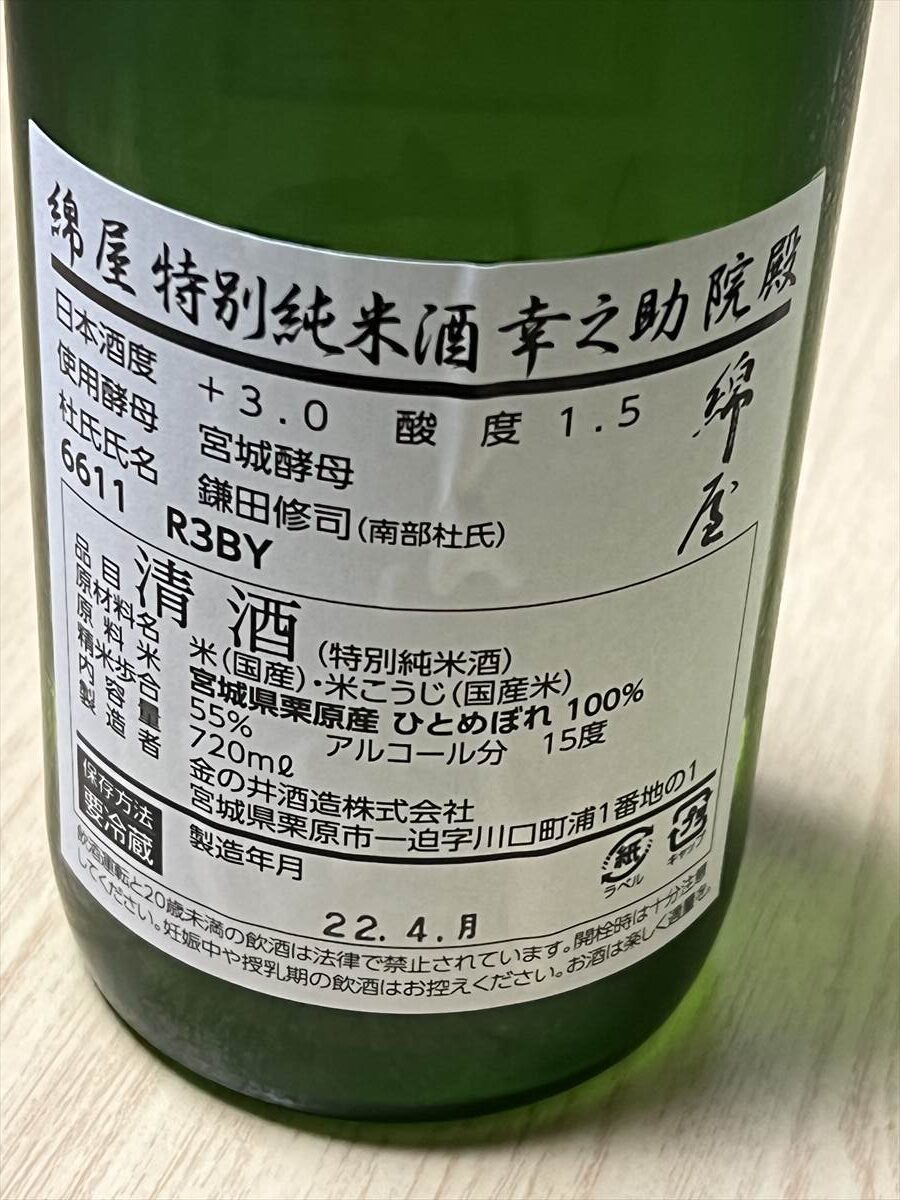 綿屋 特別純米酒 幸之助院殿
日本酒度 +3.0 酸度 1.5
使用酵母 宮城酵母
杜氏氏名 鎌田修司(南部杜氏)
6611 R3BY
綿屋
品目 清酒 (特別純米酒)
原材料名 米(国産)・米こうじ(国産米)
原料米 宮城県栗原産 ひとめぼれ 100%
精米歩合 55% アルコール分 15度
内容量 720mℓ
製造者 金の井酒造株式会社
宮城県栗原市一迫字川口町浦1番地の1
保存方法
要冷蔵
製造年月
22.4.月
紙
ラベル
キャップ
飲酒運転と20歳未満の飲酒は法律で禁止されています。開栓時は十分注意
してください。妊娠中や授乳期の飲酒はお控えください。お酒は楽しく適量を。